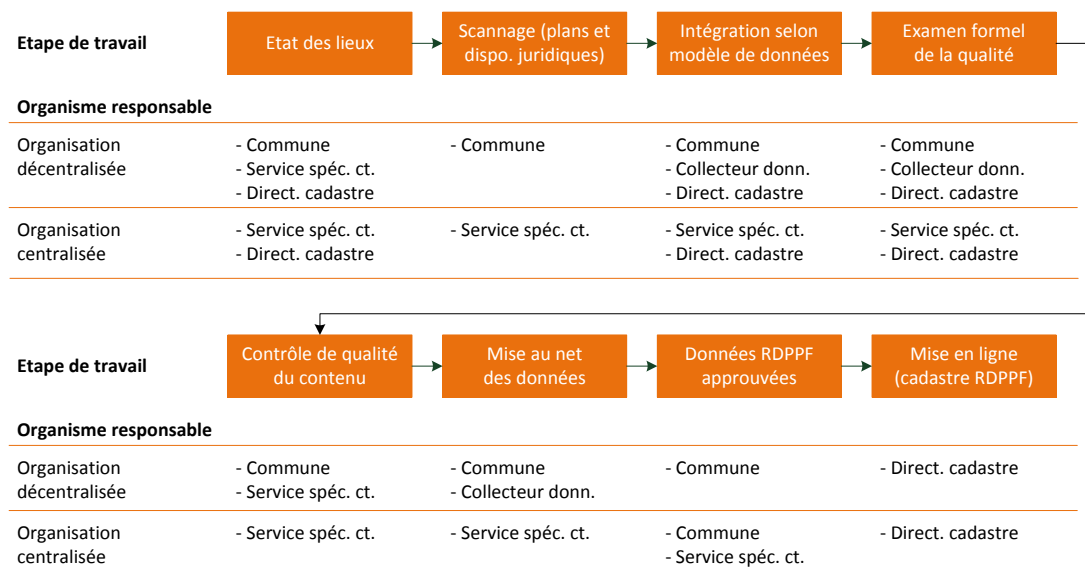 Etape de travail
Etat des lieux
Scannage (plans et
dispo. juridiques)
Intégration selon
modèle de données
Examen formel
de la qualité
Organisme responsable
Organisation
décentralisée
- Commune
- Service spéc. ct.
- Direct. cadastre
- Commune
- Commune
- Collecteur donn.
- Direct. cadastre
- Commune
- Collecteur donn.
- Direct. cadastre
Organisation
centralisée
- Service spéc. ct.
- Direct. cadastre
- Service spéc. ct.
- Service spéc. ct.
- Direct. cadastre
- Service spéc. ct.
- Direct. cadastre
Etape de travail
Contrôle de qualité
du contenu
Mise au net
des données
Données RDPPF
approuvées
Mise en ligne
(cadastre RDPPF)
Organisme responsable
Organisation
décentralisée
- Commune
- Service spéc. ct.
- Commune
- Collecteur donn.
- Commune
- Direct. cadastre
Organisation
centralisée
- Service spéc. ct.
- Service spéc. ct.
- Commune
- Service spéc. ct.
- Direct. cadastre